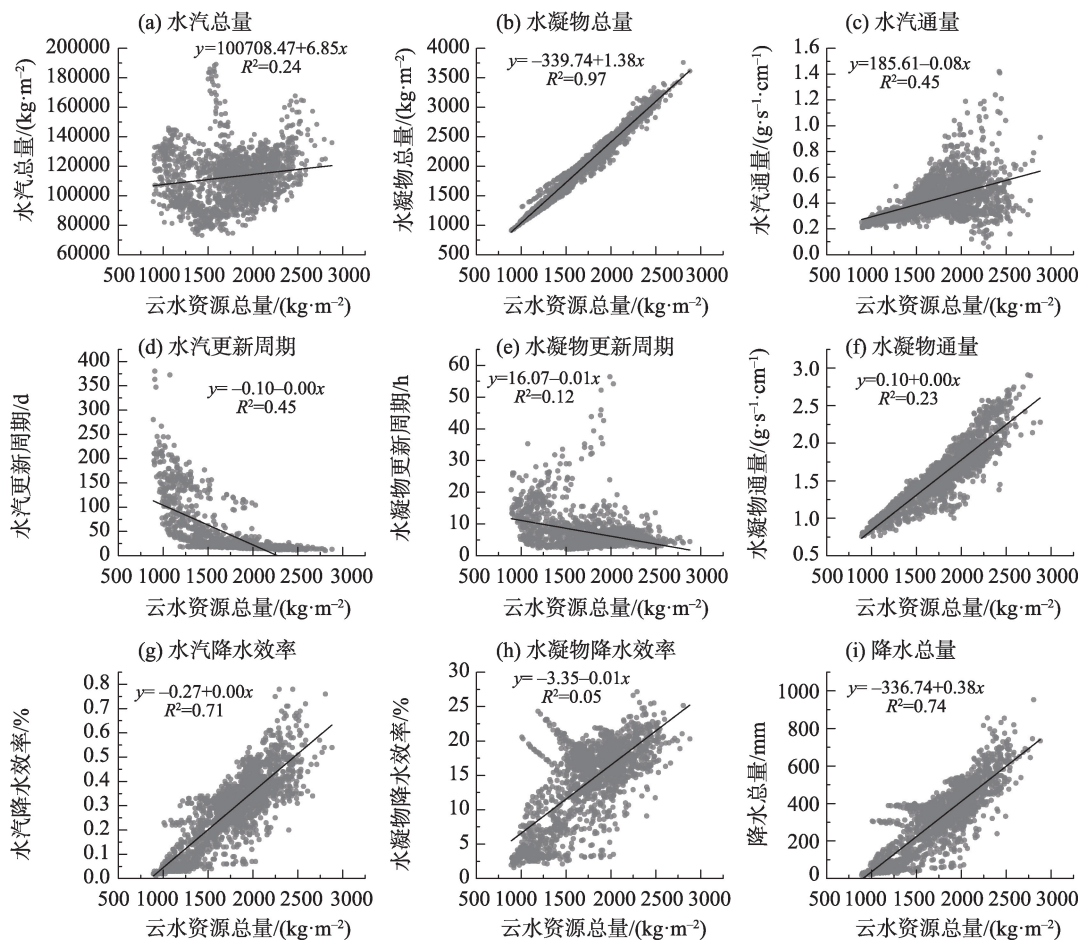 (a) 水汽总量
y=100708.47+6.85x
R²=0.24
水汽总量/(kg·m⁻²)
200000
180000
160000
140000
120000
100000
80000
60000
500 1000 1500 2000 2500 3000
云水资源总量/(kg·m⁻²)
(b) 水凝物总量
y= –339.74+1.38x
R²=0.97
水凝物总量/(kg·m⁻²)
4000
3500
3000
2500
2000
1500
1000
500
500 1000 1500 2000 2500 3000
云水资源总量/(kg·m⁻²)
(c) 水汽通量
y=185.61–0.08x
R²=0.45
水汽通量/(g·s⁻¹·cm⁻¹)
1.6
1.4
1.2
1.0
0.8
0.6
0.4
0.2
0.0
500 1000 1500 2000 2500 3000
云水资源总量/(kg·m⁻²)
(d) 水汽更新周期
y= –0.10–0.00x
R²=0.45
水汽更新周期/d
400
350
300
250
200
150
100
50
0
500 1000 1500 2000 2500 3000
云水资源总量/(kg·m⁻²)
(e) 水凝物更新周期
y=16.07–0.01x
R²=0.12
水凝物更新周期/h
60
50
40
30
20
10
0
500 1000 1500 2000 2500 3000
云水资源总量/(kg·m⁻²)
(f) 水凝物通量
y=0.10+0.00x
R²=0.23
水凝物通量/(g·s⁻¹·cm⁻¹)
3.0
2.5
2.0
1.5
1.0
0.5
500 1000 1500 2000 2500 3000
云水资源总量/(kg·m⁻²)
(g) 水汽降水效率
y= –0.27+0.00x
R²=0.71
水汽降水效率/%
0.8
0.7
0.6
0.5
0.4
0.3
0.2
0.1
0.0
500 1000 1500 2000 2500 3000
云水资源总量/(kg·m⁻²)
(h) 水凝物降水效率
y= –3.35–0.01x
R²=0.05
水凝物降水效率/%
30
25
20
15
10
5
0
500 1000 1500 2000 2500 3000
云水资源总量/(kg·m⁻²)
(i) 降水总量
y= –336.74+0.38x
R²=0.74
降水总量/mm
1000
800
600
400
200
0
500 1000 1500 2000 2500 3000
云水资源总量/(kg·m⁻²)